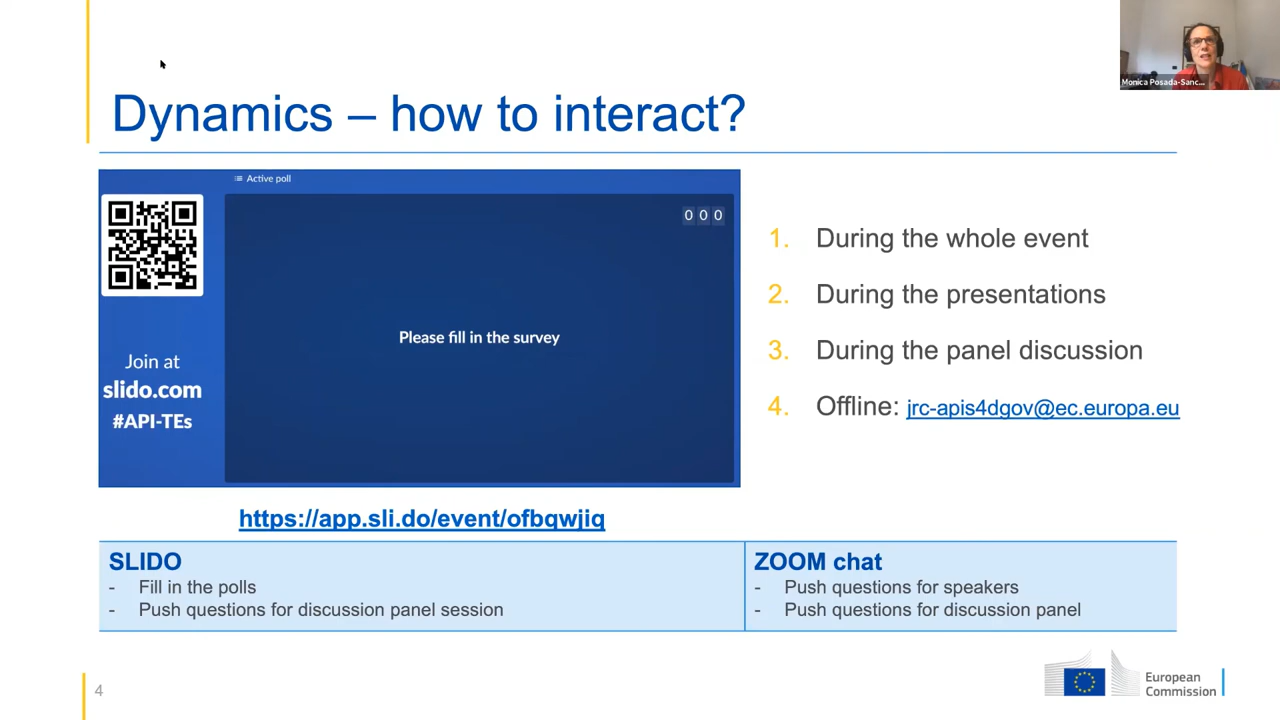 Monica Posada-Sanc...
Dynamics – how to interact?
Active poll
0 0 0
Please fill in the survey
Join at
slido.com
#API-TEs
1. During the whole event
2. During the presentations
3. During the panel discussion
4. Offline: jrc-apis4dgov@ec.europa.eu
https://app.sli.do/event/ofbqwjiq
SLIDO
- Fill in the polls
- Push questions for discussion panel session
ZOOM chat
- Push questions for speakers
- Push questions for discussion panel
4
European
Commission